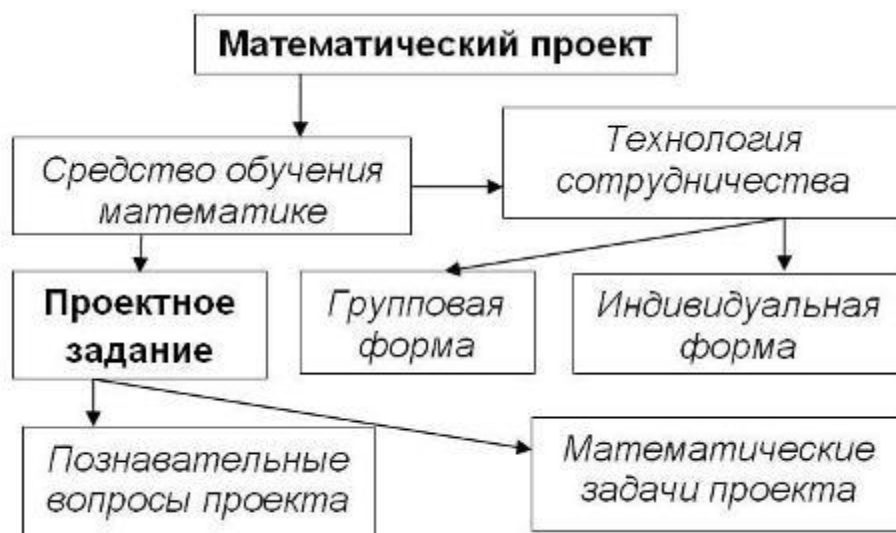 Математический проект
Средство обучения
математике
Технология
сотрудничества
Проектное
задание
Групповая
форма
Индивидуальная
форма
Познавательные
вопросы проекта
Математические
задачи проекта